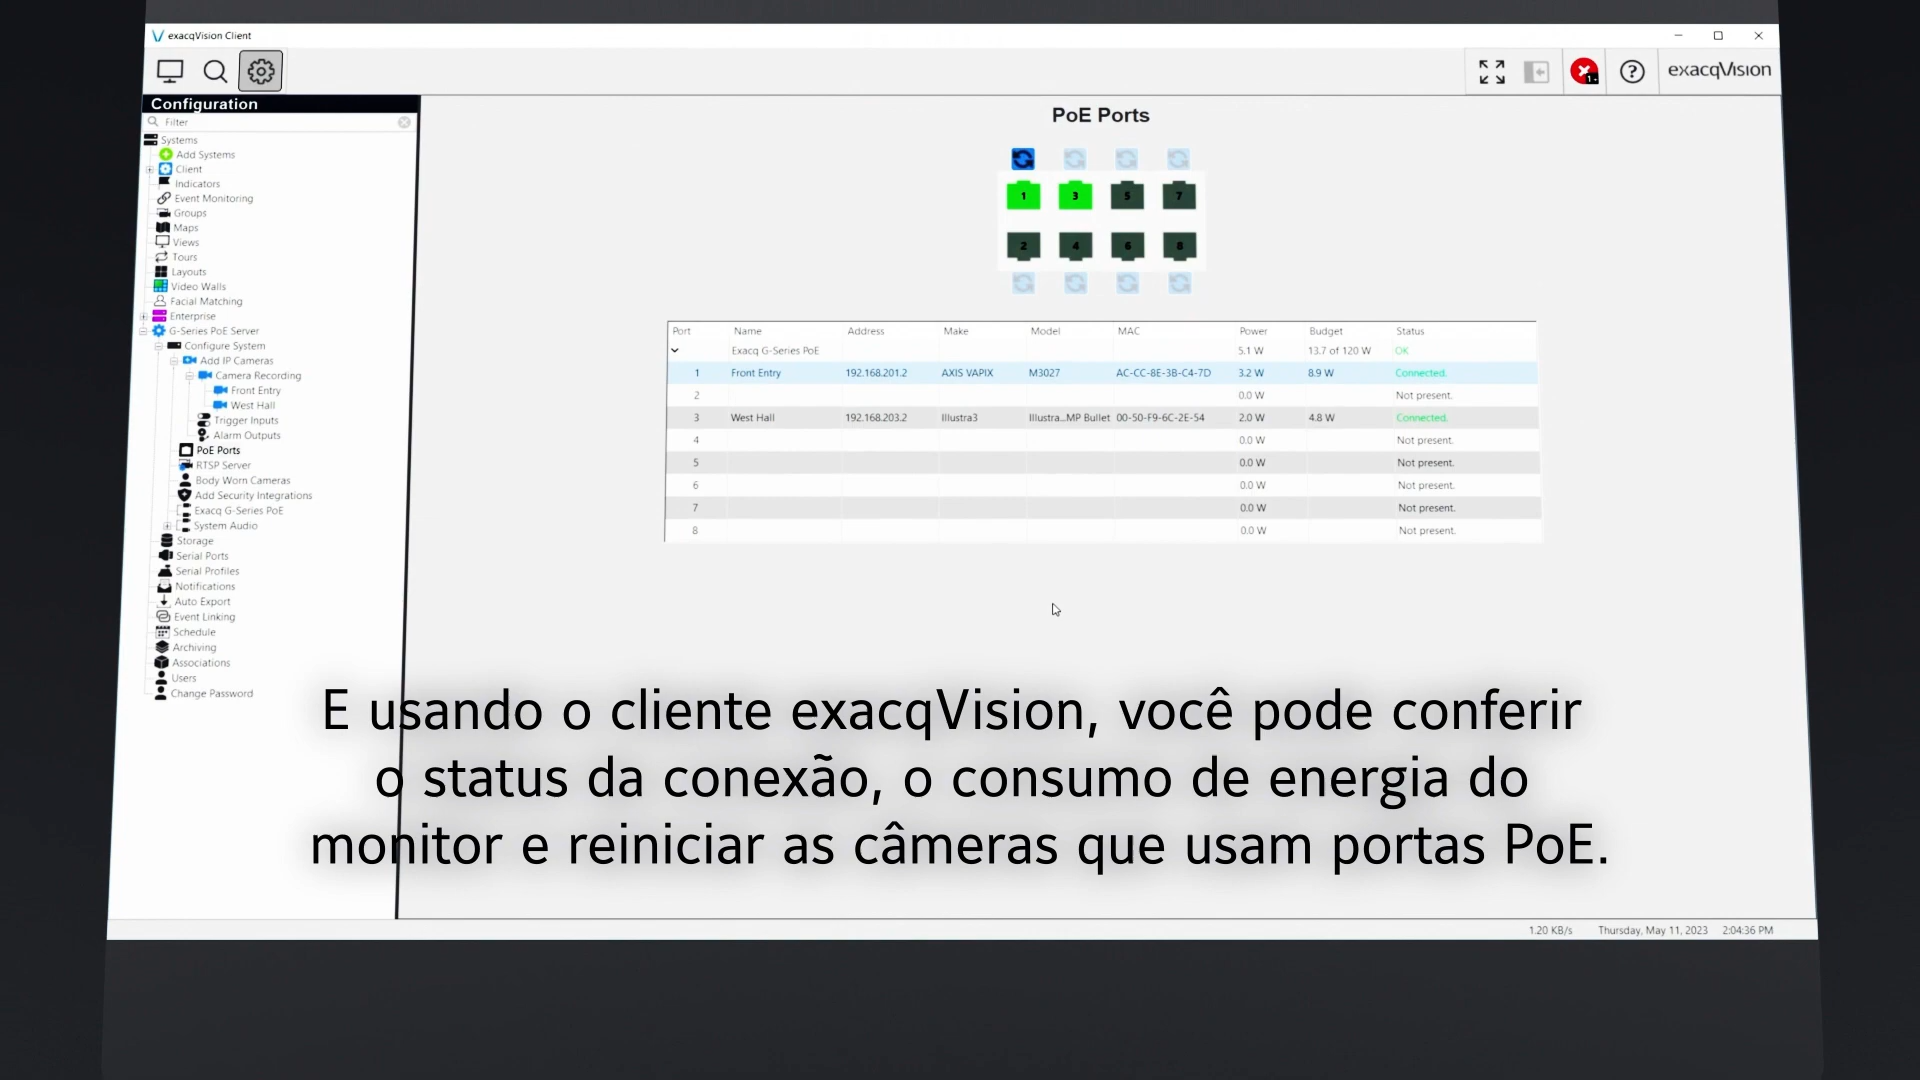 exacqVision Client
exacqVision
Configuration
Filter
Systems
Add Systems
Client
Indicators
Event Monitoring
Groups
Maps
Views
Tours
Layouts
Video Walls
Facial Matching
Enterprise
G-Series PoE Server
Configure System
Add IP Cameras
Camera Recording
Front Entry
West Hall
Trigger Inputs
Alarm Outputs
PoE Ports
RTSP Server
Body Worn Cameras
Add Security Integrations
Exacq G-Series PoE
System Audio
Storage
Serial Ports
Serial Profiles
Notifications
Auto Export
Event Linking
Schedule
Archiving
Associations
Users
Change Password
PoE Ports
1 3 5 7
2 4 6 8
Port Name Address Make Model MAC Power Budget Status
Exacq G-Series PoE 5.1 W 13.7 of 120 W OK
1 Front Entry 192.168.201.2 AXIS VAPIX M3027 AC-CC-8E-3B-C4-7D 3.2 W 8.9 W Connected.
2 0.0 W Not present.
3 West Hall 192.168.203.2 Illustra3 Illustra...MP Bullet 00-50-F9-6C-2E-54 2.0 W 4.8 W Connected.
4 0.0 W Not present.
5 0.0 W Not present.
6 0.0 W Not present.
7 0.0 W Not present.
8 0.0 W Not present.
E usando o cliente exacqVision, você pode conferir
o status da conexão, o consumo de energia do
monitor e reiniciar as câmeras que usam portas PoE.
1.20 KB/s Thursday, May 11, 2023 2:04:36 PM